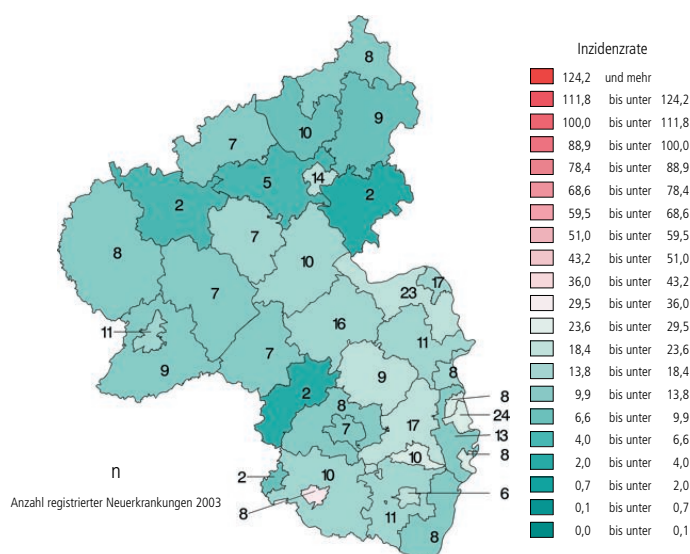 Inzidenzrate
124,2 und mehr
111,8 bis unter 124,2
100,0 bis unter 111,8
88,9 bis unter 100,0
78,4 bis unter 88,9
68,6 bis unter 78,4
59,5 bis unter 68,6
51,0 bis unter 59,5
43,2 bis unter 51,0
36,0 bis unter 43,2
29,5 bis unter 36,0
23,6 bis unter 29,5
18,4 bis unter 23,6
13,8 bis unter 18,4
9,9 bis unter 13,8
6,6 bis unter 9,9
4,0 bis unter 6,6
2,0 bis unter 4,0
0,7 bis unter 2,0
0,1 bis unter 0,7
0,0 bis unter 0,1
8
9
10
7
14
5
2
2
7
8
10
17
7
23
16
11
11
7
9
8
9
2
8
8
24
17
7
13
10
8
2
10
6
8
11
8
n
Anzahl registrierter Neuerkrankungen 2003